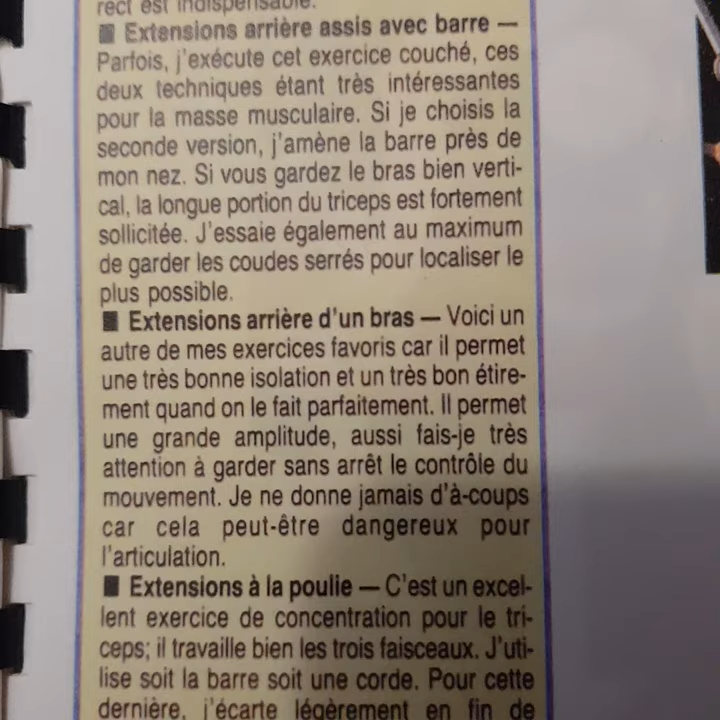 rect est indispensable.
■ Extensions arrière assis avec barre —
Parfois, j'exécute cet exercice couché, ces
deux techniques étant très intéressantes
pour la masse musculaire. Si je choisis la
seconde version, j'amène la barre près de
mon nez. Si vous gardez le bras bien verti-
cal, la longue portion du triceps est fortement
sollicitée. J'essaie également au maximum
de garder les coudes serrés pour localiser le
plus possible.
■ Extensions arrière d'un bras — Voici un
autre de mes exercices favoris car il permet
une très bonne isolation et un très bon étire-
ment quand on le fait parfaitement. Il permet
une grande amplitude, aussi fais-je très
attention à garder sans arrêt le contrôle du
mouvement. Je ne donne jamais d'à-coups
car cela peut-être dangereux pour
l'articulation.
■ Extensions à la poulie — C'est un excel-
lent exercice de concentration pour le tri-
ceps; il travaille bien les trois faisceaux. J'uti-
lise soit la barre soit une corde. Pour cette
dernière, j'écarte légèrement en fin de